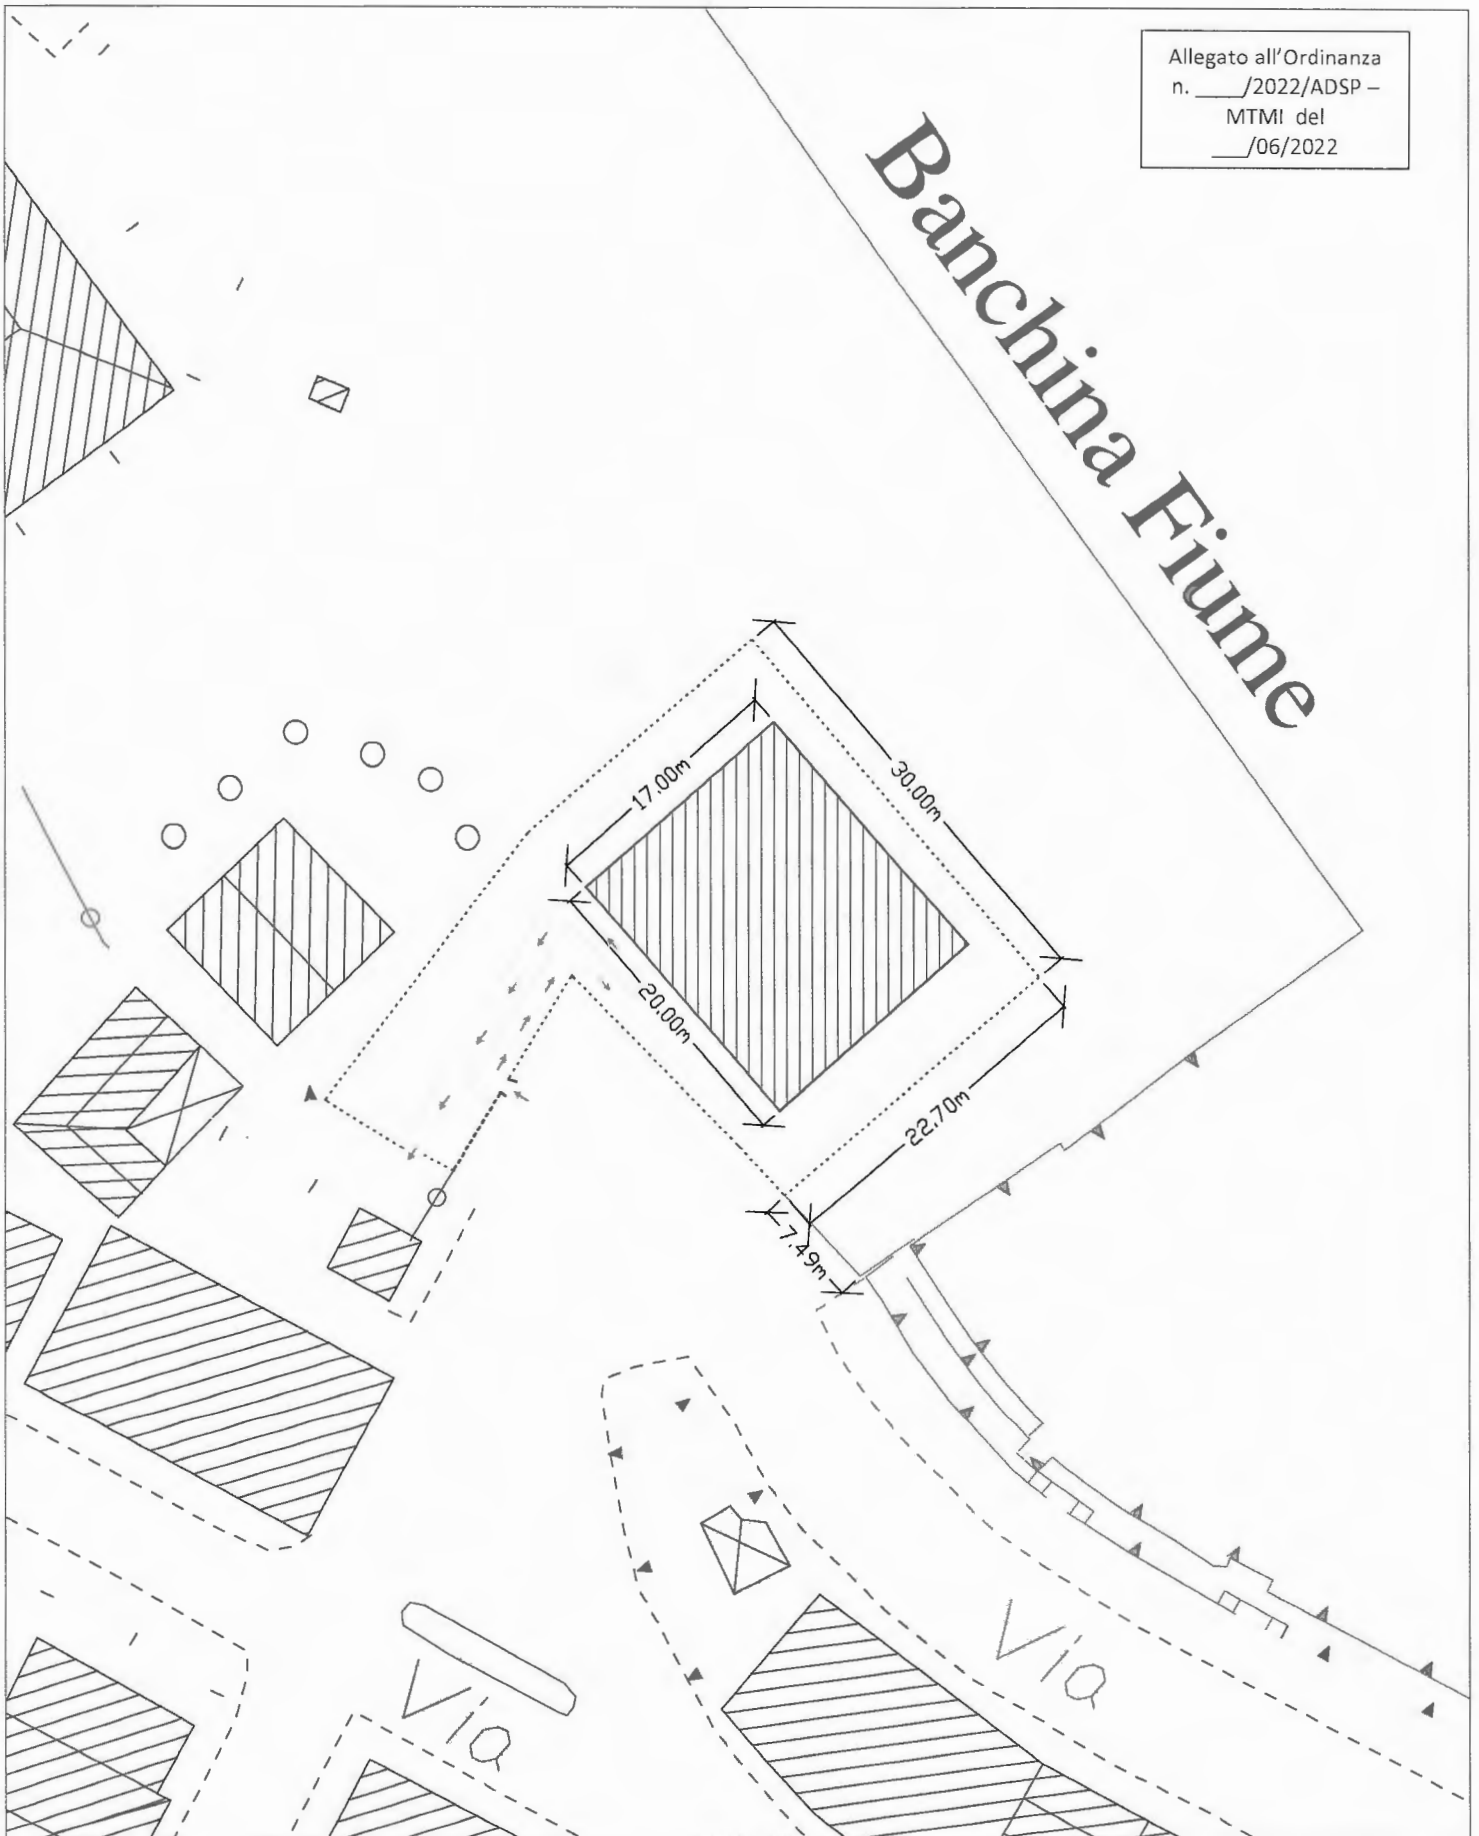 Allegato all'Ordinanza
n. ____/2022/ADSP –
MTMI del
___/06/2022
Banchina Fiume
17.00m
30.00m
20.00m
22.70m
7.49m
Via
Via